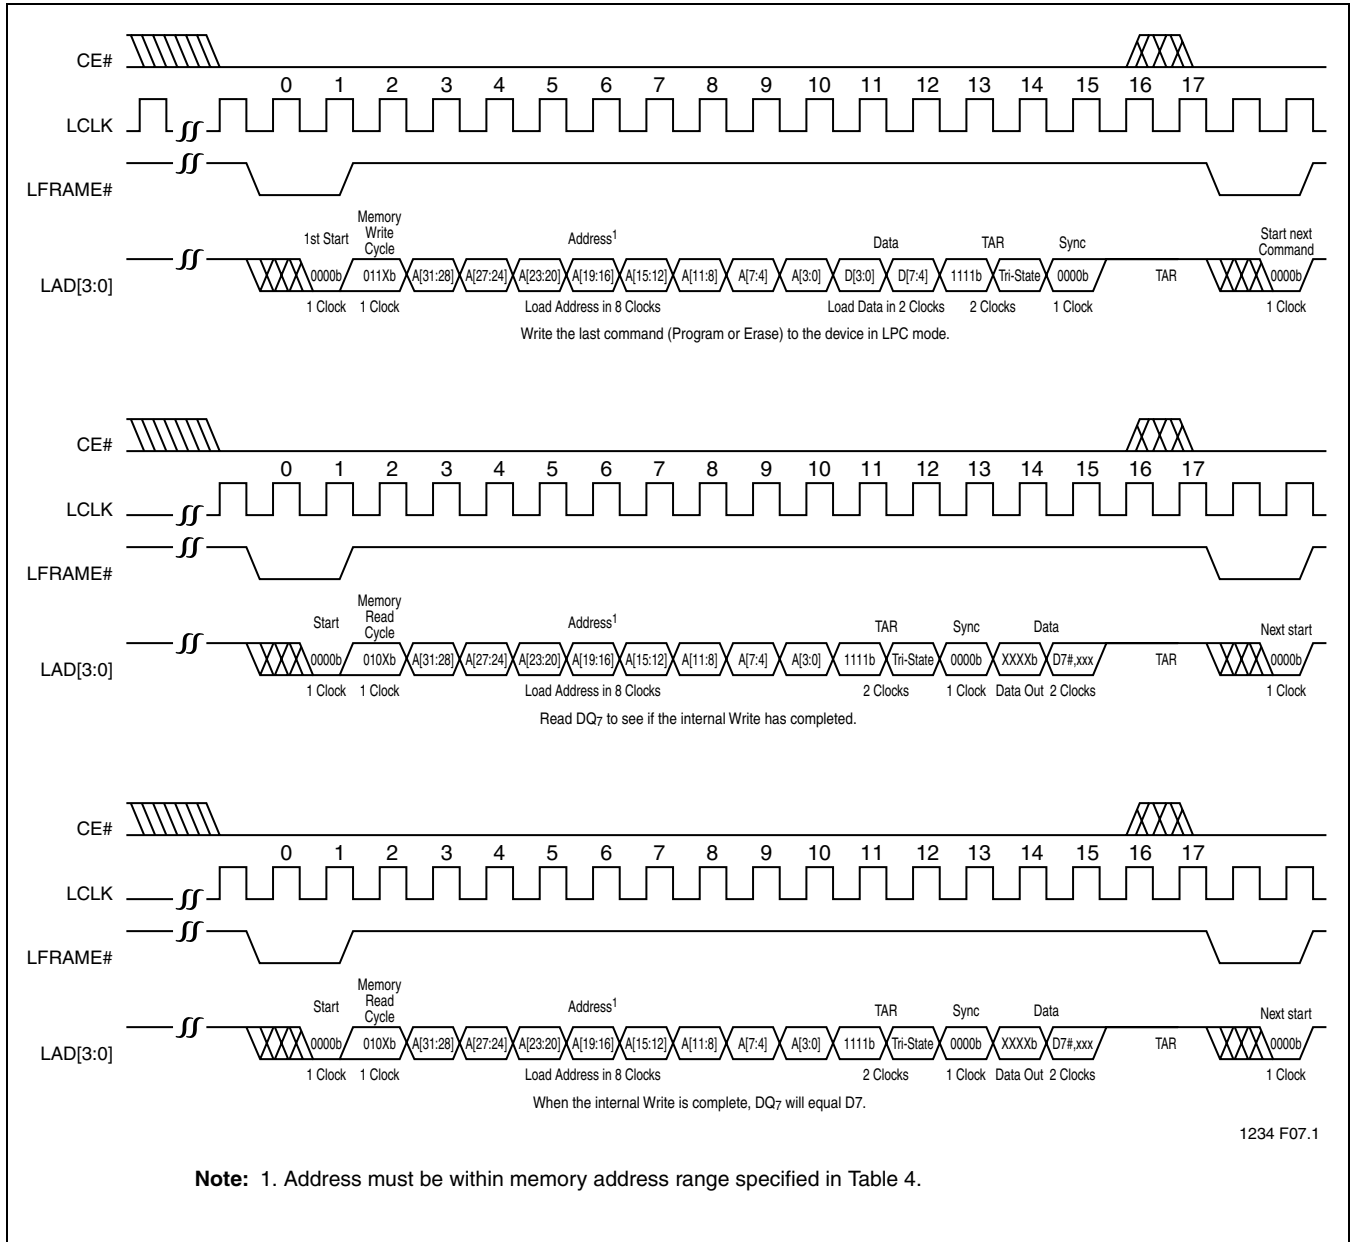 CE#
0 1 2 3 4 5 6 7 8 9 10 11 12 13 14 15 16 17
LCLK
LFRAME#
1st Start
Memory
Write
Cycle
Address1
Data
TAR
Sync
Start next
Command
LAD[3:0]
0000b 011Xb A[31:28] A[27:24] A[23:20] A[19:16] A[15:12] A[11:8] A[7:4] A[3:0] D[3:0] D[7:4] 1111b Tri-State 0000b TAR 0000b
1 Clock 1 Clock Load Address in 8 Clocks Load Data in 2 Clocks 2 Clocks 1 Clock 1 Clock
Write the last command (Program or Erase) to the device in LPC mode.
CE#
0 1 2 3 4 5 6 7 8 9 10 11 12 13 14 15 16 17
LCLK
LFRAME#
Start
Memory
Read
Cycle
Address1
TAR
Sync
Data
Next start
LAD[3:0]
0000b 010Xb A[31:28] A[27:24] A[23:20] A[19:16] A[15:12] A[11:8] A[7:4] A[3:0] 1111b Tri-State 0000b XXXXb D7#,xxx TAR 0000b
1 Clock 1 Clock Load Address in 8 Clocks 2 Clocks 1 Clock Data Out 2 Clocks 1 Clock
Read DQ7 to see if the internal Write has completed.
CE#
0 1 2 3 4 5 6 7 8 9 10 11 12 13 14 15 16 17
LCLK
LFRAME#
Start
Memory
Read
Cycle
Address1
TAR
Sync
Data
Next start
LAD[3:0]
0000b 010Xb A[31:28] A[27:24] A[23:20] A[19:16] A[15:12] A[11:8] A[7:4] A[3:0] 1111b Tri-State 0000b XXXXb D7#,xxx TAR 0000b
1 Clock 1 Clock Load Address in 8 Clocks 2 Clocks 1 Clock Data Out 2 Clocks 1 Clock
When the internal Write is complete, DQ7 will equal D7.
1234 F07.1
Note: 1. Address must be within memory address range specified in Table 4.